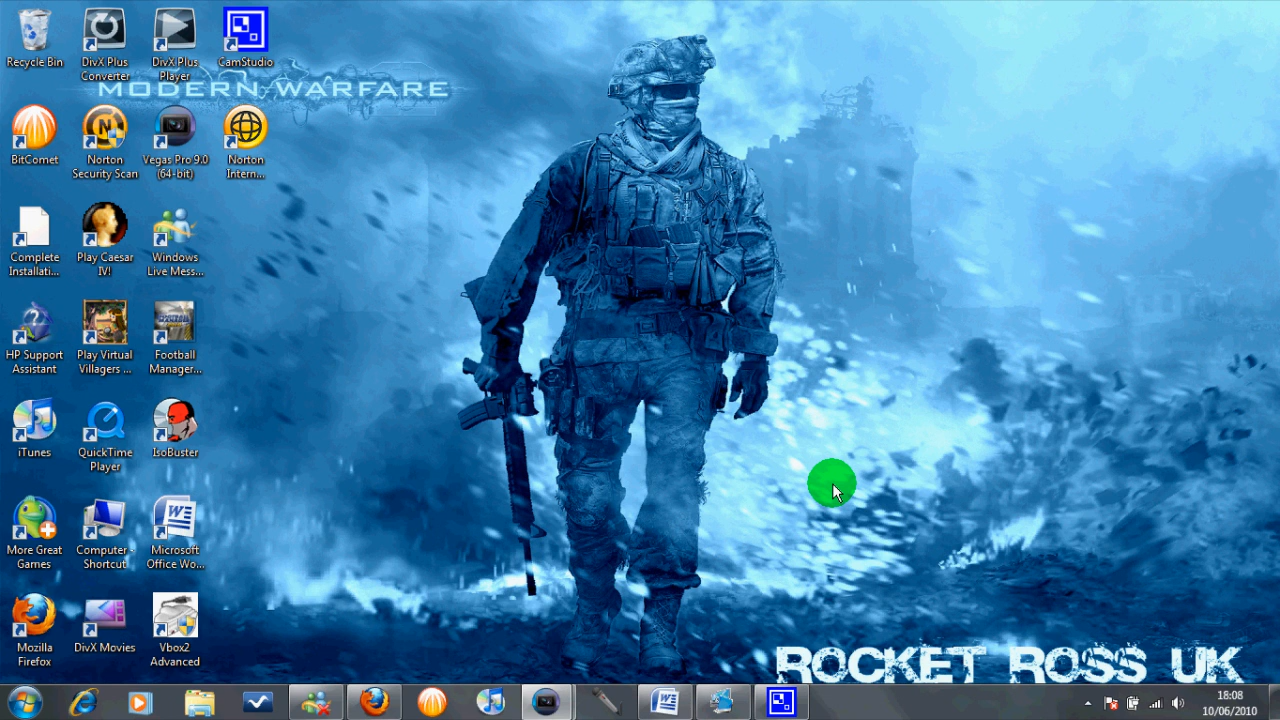 Recycle Bin
DivX Plus
Converter
DivX Plus
Player
CamStudio
MODERN WARFARE
BitComet
Norton
Security Scan
Vegas Pro 9.0
(64-bit)
Norton
Intern...
Complete
Installati...
Play Caesar
IV!
Windows
Live Mess...
HP Support
Assistant
Play Virtual
Villagers ...
Football
Manager...
iTunes
QuickTime
Player
IsoBuster
More Great
Games
Computer -
Shortcut
Microsoft
Office Wo...
Mozilla
Firefox
DivX Movies
Vbox2
Advanced
ROCKET ROSS UK
18:08
10/06/2010